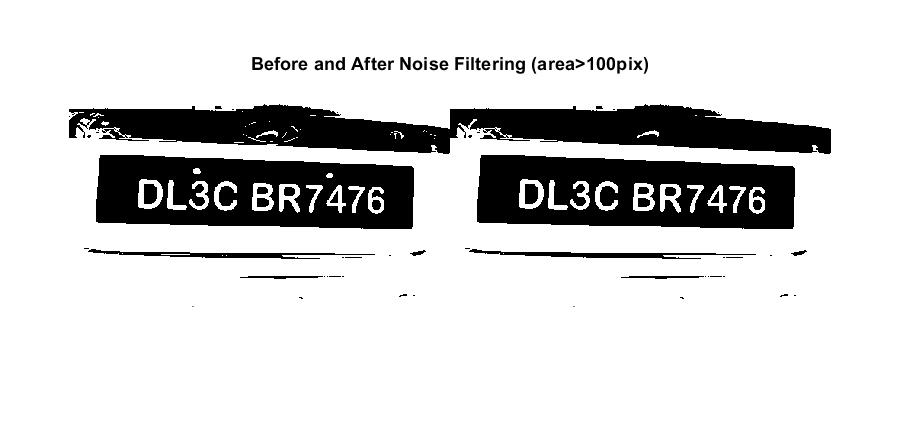 Before and After Noise Filtering (area>100pix)
DL3C BR7476
DL3C BR7476